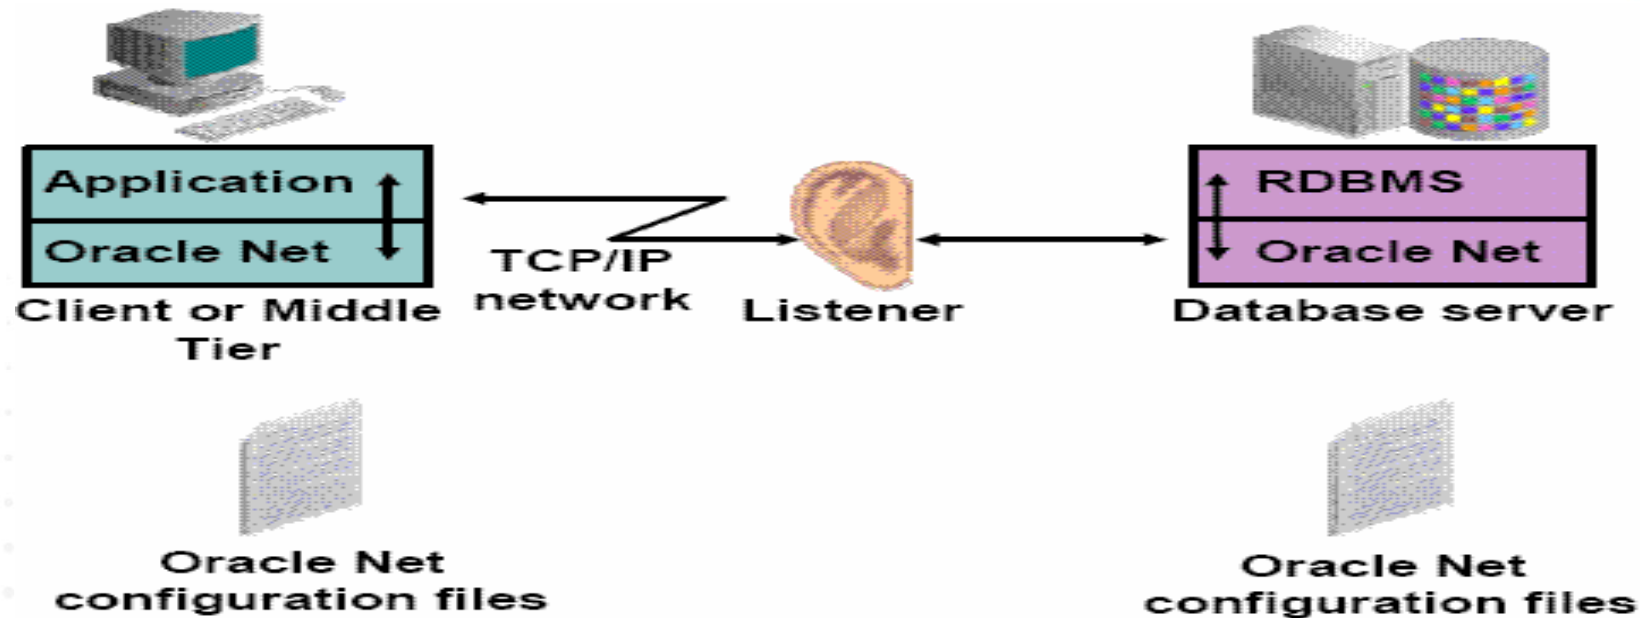 Application
Oracle Net
Client or Middle
Tier
TCP/IP
network
Listener
RDBMS
Oracle Net
Database server
Oracle Net
configuration files
Oracle Net
configuration files